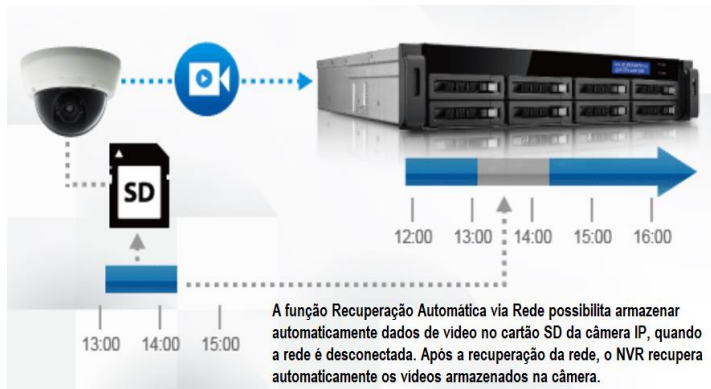 SD
12:00 13:00 14:00 15:00 16:00
13:00 14:00 15:00
A função Recuperação Automática via Rede possibilita armazenar
automaticamente dados de vídeo no cartão SD da câmera IP, quando
a rede é desconectada. Após a recuperação da rede, o NVR recupera
automaticamente os vídeos armazenados na câmera.